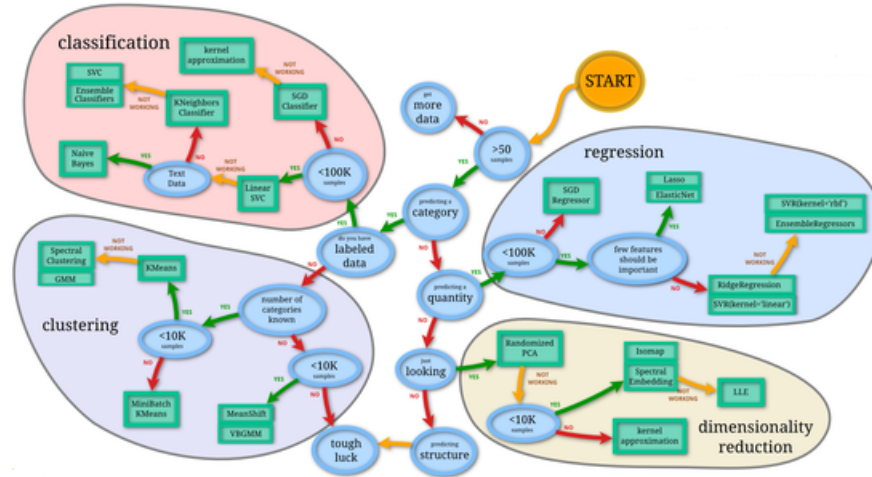 classification
kernel
approximation
NOT
WORKING
SVC
Ensemble
Classifiers
NOT
WORKING
KNeighbors
Classifier
SGD
Classifier
YES
NO
NO
Naive
Bayes
Text
Data
NOT
WORKING
Linear
SVC
YES
<100K
samples
START
get
more
data
NO
>50
samples
YES
predicting a
category
YES
YES
do you have
labeled
data
NO
NO
predicting a
quantity
YES
NO
just
looking
YES
NO
predicting
structure
tough
luck
regression
SGD
Regressor
NO
<100K
samples
YES
Lasso
ElasticNet
YES
few features
should be
important
NO
SVR(kernel='rbf')
EnsembleRegressors
NOT
WORKING
RidgeRegression
SVR(kernel='linear')
clustering
Spectral
Clustering
GMM
NOT
WORKING
KMeans
YES
<10K
samples
NO
MiniBatch
KMeans
YES
number of
categories
known
NO
<10K
samples
YES
NO
MeanShift
VBGMM
dimensionality
reduction
Randomized
PCA
NOT
WORKING
<10K
samples
YES
NO
Isomap
Spectral
Embedding
NOT
WORKING
LLE
kernel
approximation